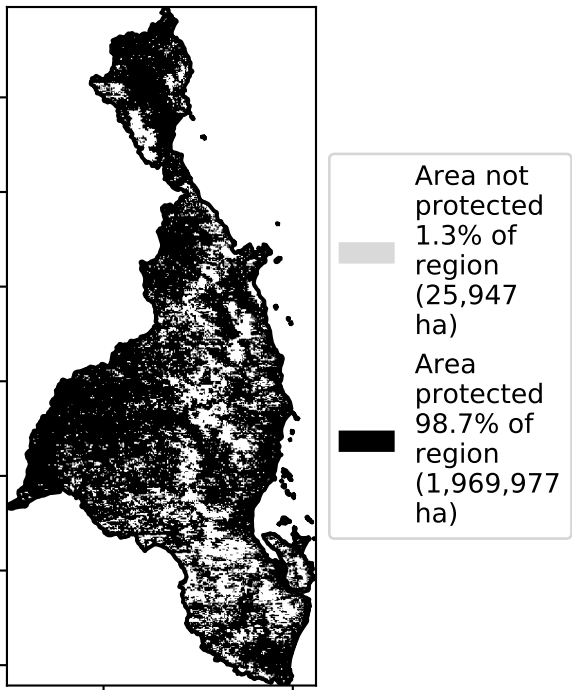 Area not
protected
1.3% of
region
(25,947
ha)
Area
protected
98.7% of
region
(1,969,977
ha)